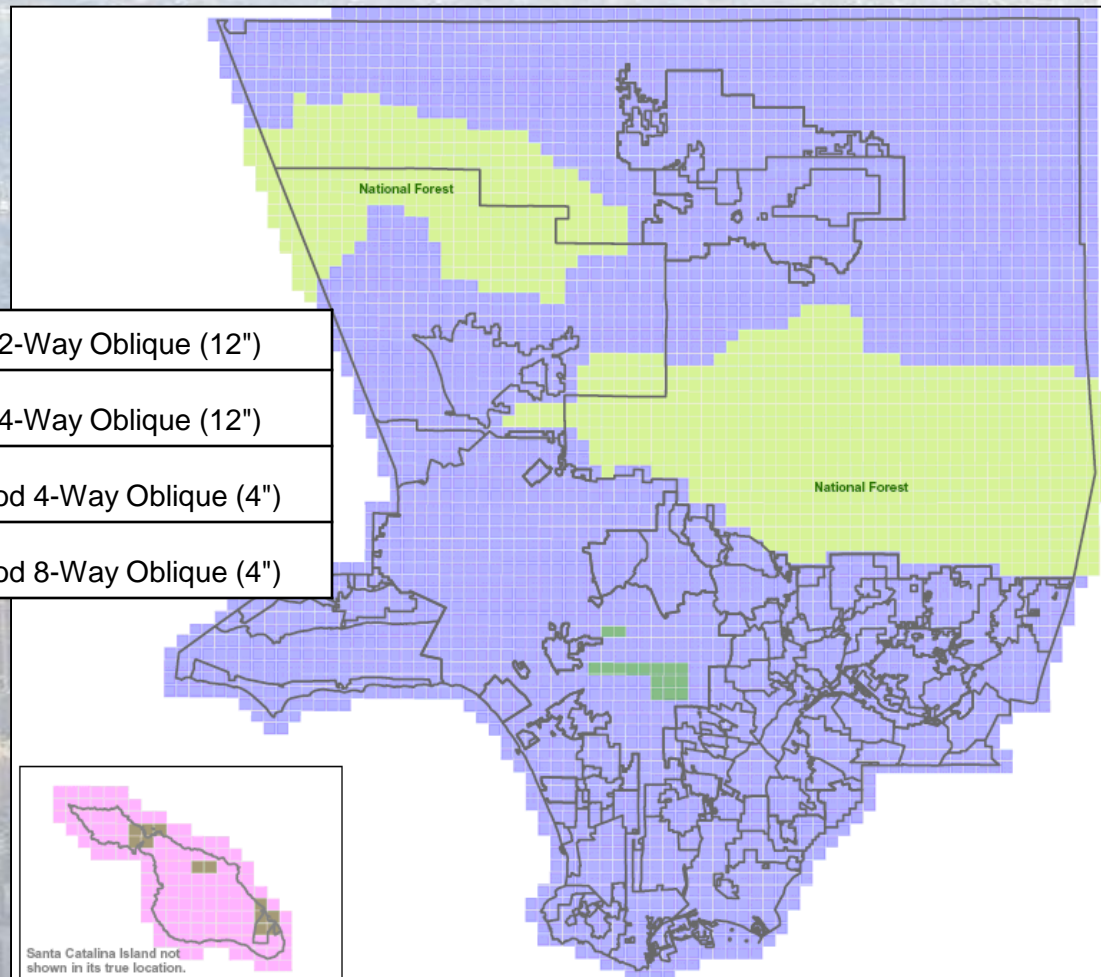 National Forest
2-Way Oblique (12")
4-Way Oblique (12")
od 4-Way Oblique (4")
od 8-Way Oblique (4")
National Forest
Santa Catalina Island not
shown in its true location.